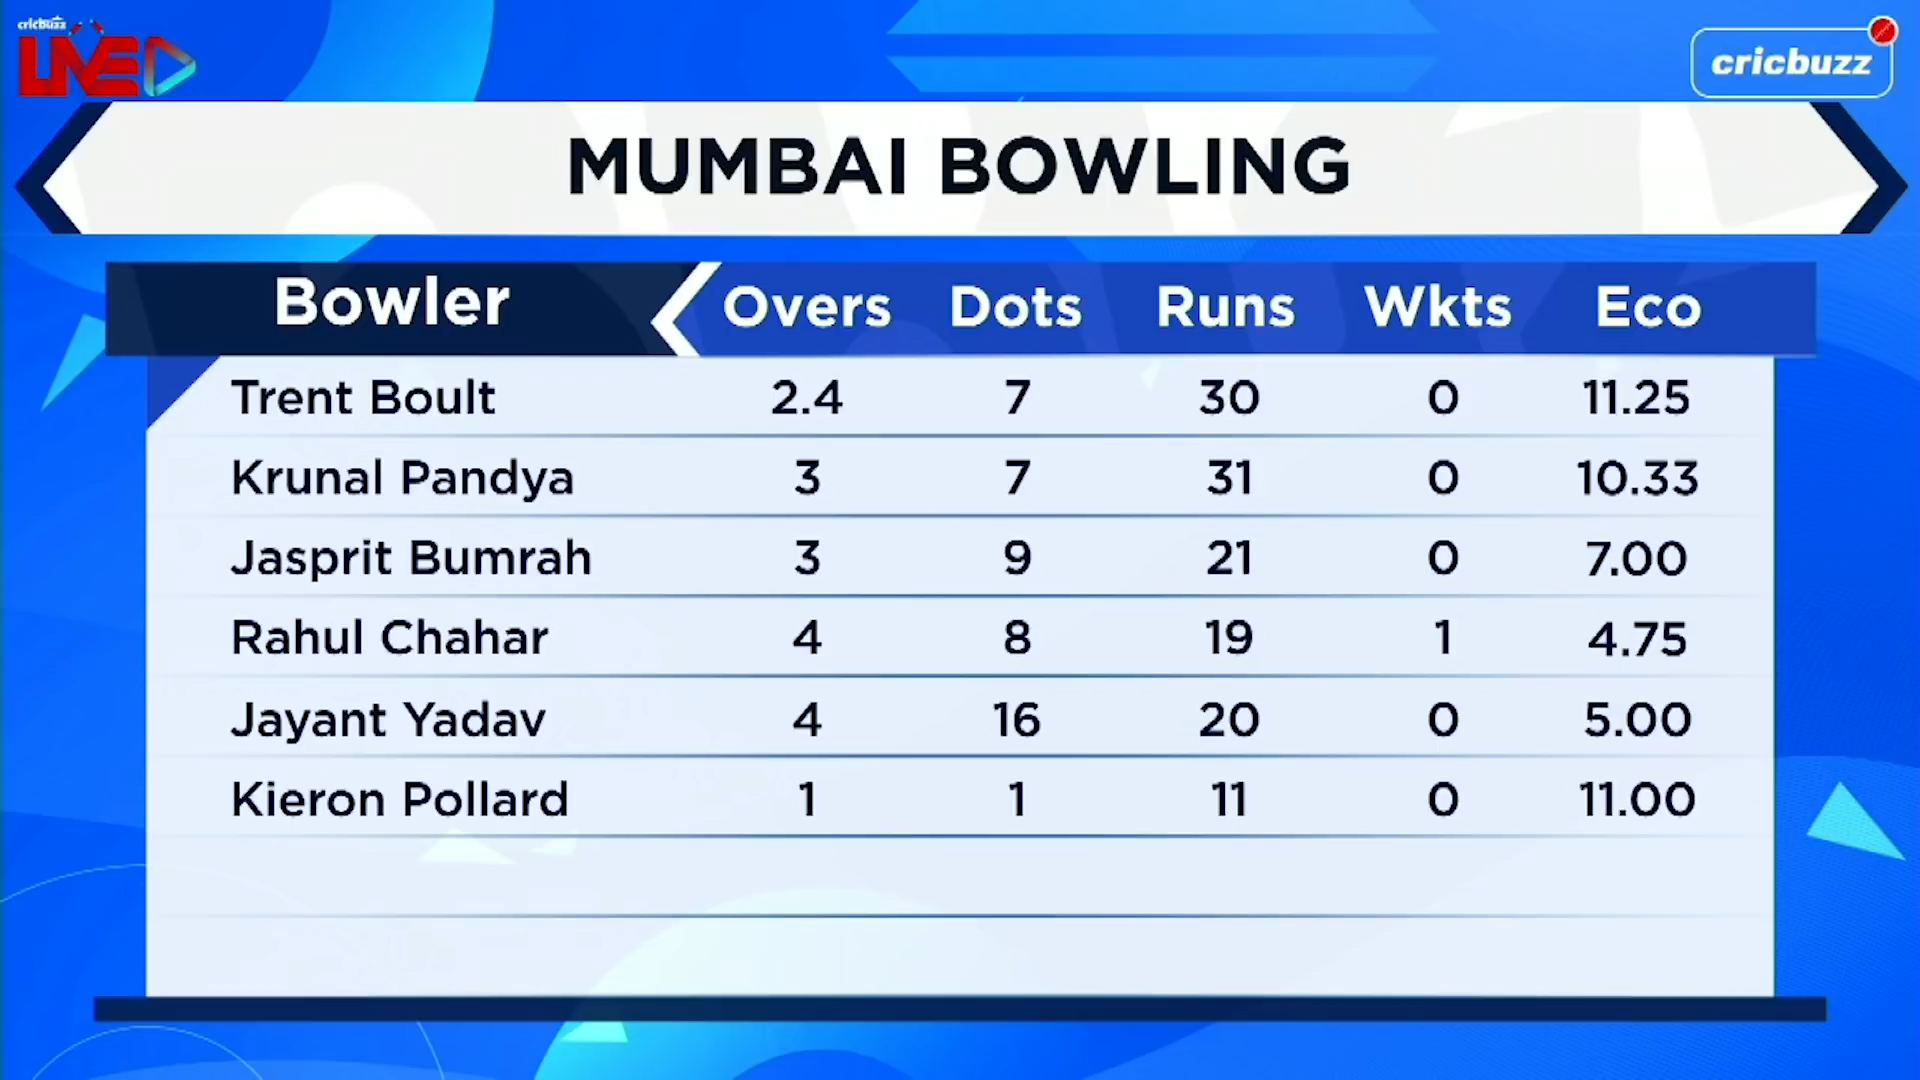 cricbuzz
LIVE
cricbuzz
MUMBAI BOWLING
Bowler Overs Dots Runs Wkts Eco
Trent Boult 2.4 7 30 0 11.25
Krunal Pandya 3 7 31 0 10.33
Jasprit Bumrah 3 9 21 0 7.00
Rahul Chahar 4 8 19 1 4.75
Jayant Yadav 4 16 20 0 5.00
Kieron Pollard 1 1 11 0 11.00